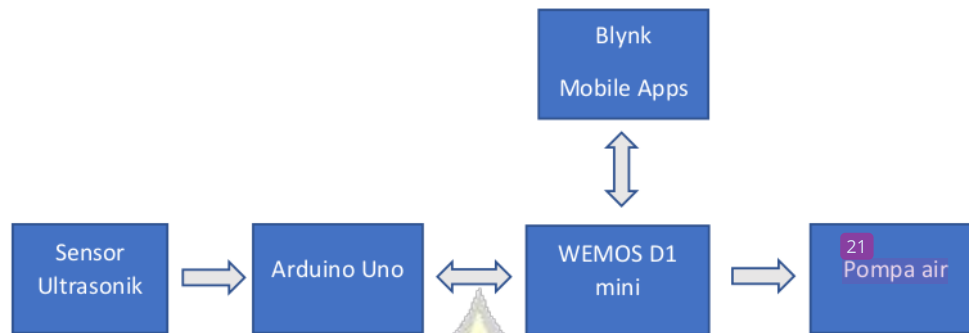 Blynk
Mobile Apps
Sensor
Ultrasonik
Arduino Uno
WEMOS D1
mini
21
Pompa air